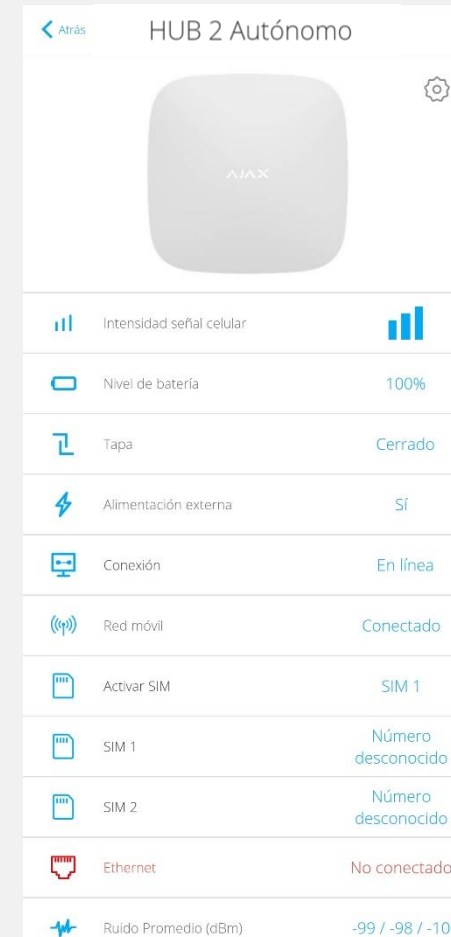 Atrás
HUB 2 Autónomo
AJAX
Intensidad señal celular
Nivel de batería
100%
Tapa
Cerrado
Alimentación externa
Sí
Conexión
En línea
Red móvil
Conectado
Activar SIM
SIM 1
SIM 1
Número
desconocido
SIM 2
Número
desconocido
Ethernet
No conectado
Ruido Promedio (dBm)
-99 / -98 / -10